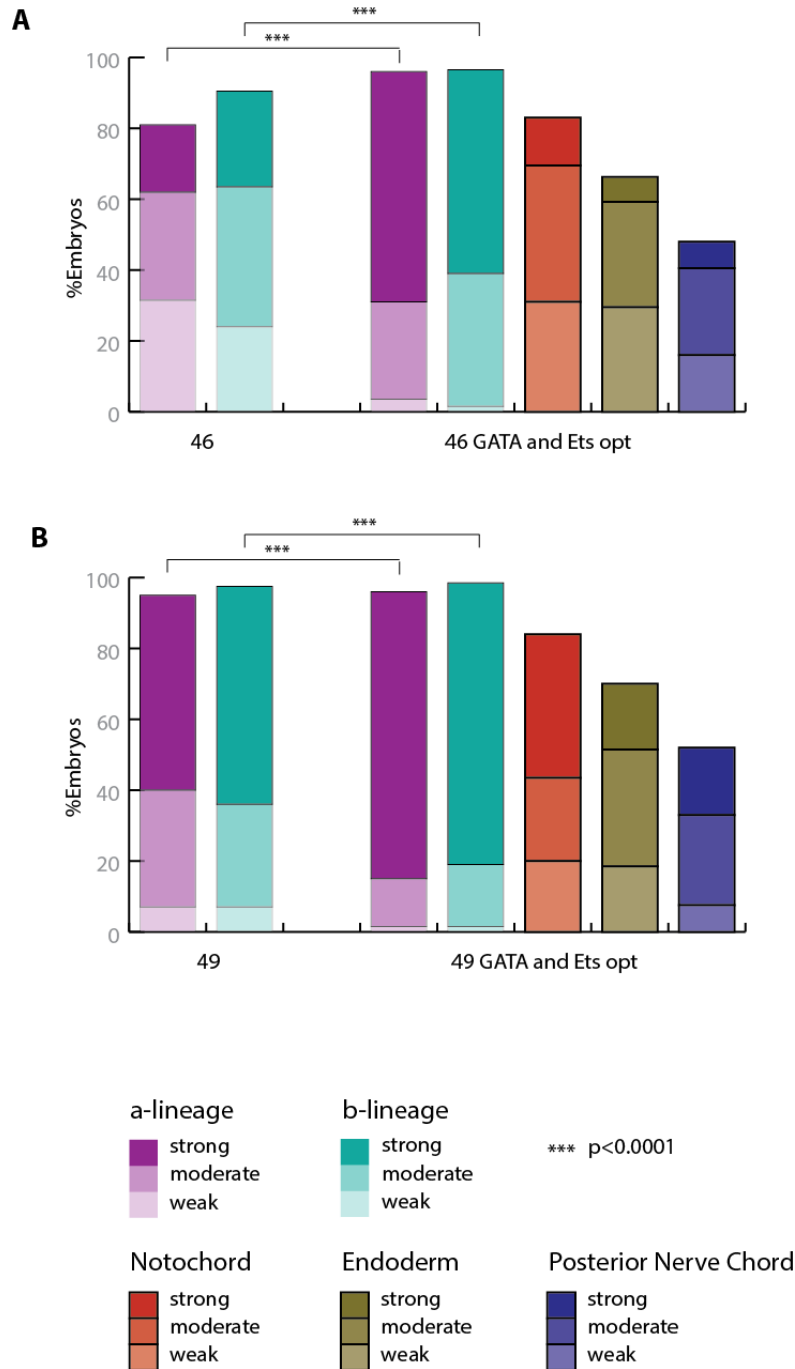 A
***
***
100
80
60
40
20
0
%Embryos
46
46 GATA and Ets opt
B
***
***
100
80
60
40
20
0
%Embryos
49
49 GATA and Ets opt
a-lineage
strong
moderate
weak
b-lineage
strong
moderate
weak
*** p<0.0001
Notochord
strong
moderate
weak
Endoderm
strong
moderate
weak
Posterior Nerve Chord
strong
moderate
weak